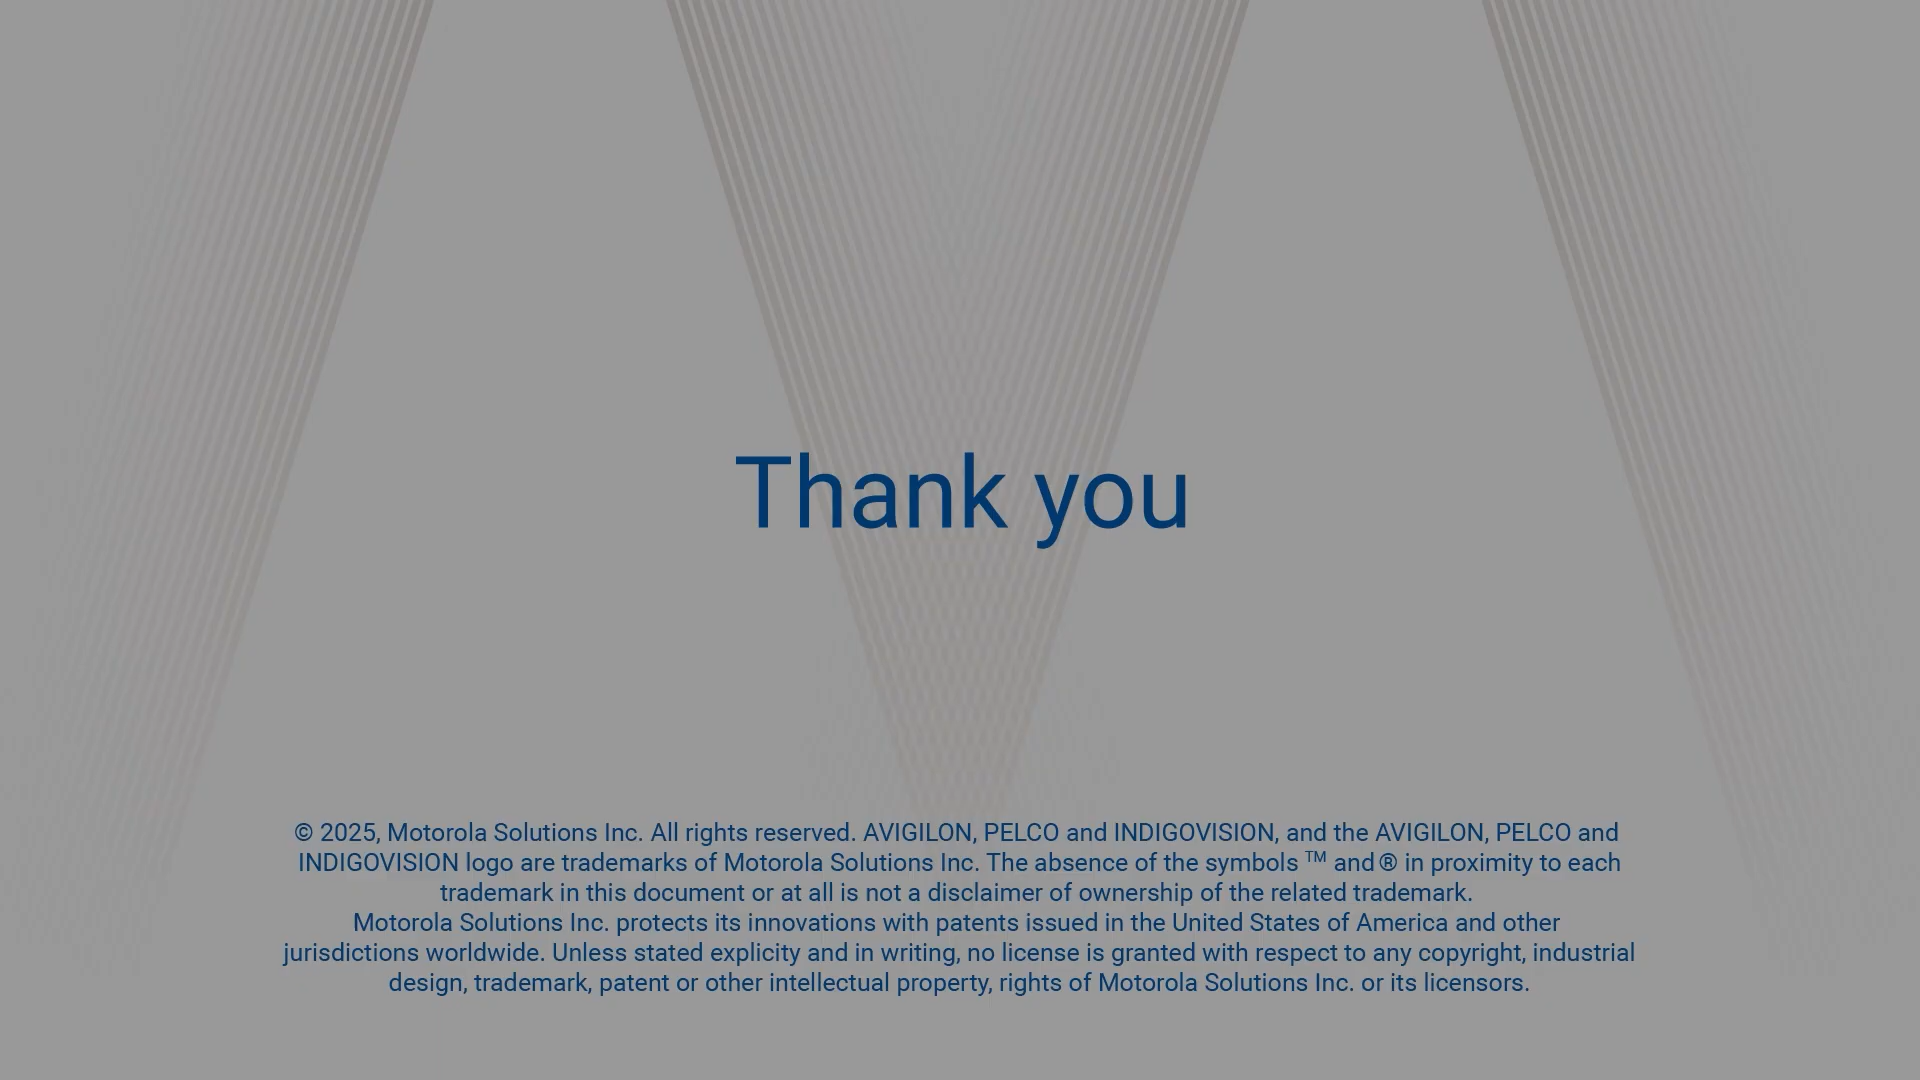 Thank you
© 2025, Motorola Solutions Inc. All rights reserved. AVIGILON, PELCO and INDIGOVISION, and the AVIGILON, PELCO and
INDIGOVISION logo are trademarks of Motorola Solutions Inc. The absence of the symbols ™ and ® in proximity to each
trademark in this document or at all is not a disclaimer of ownership of the related trademark.
Motorola Solutions Inc. protects its innovations with patents issued in the United States of America and other
jurisdictions worldwide. Unless stated explicity and in writing, no license is granted with respect to any copyright, industrial
design, trademark, patent or other intellectual property, rights of Motorola Solutions Inc. or its licensors.